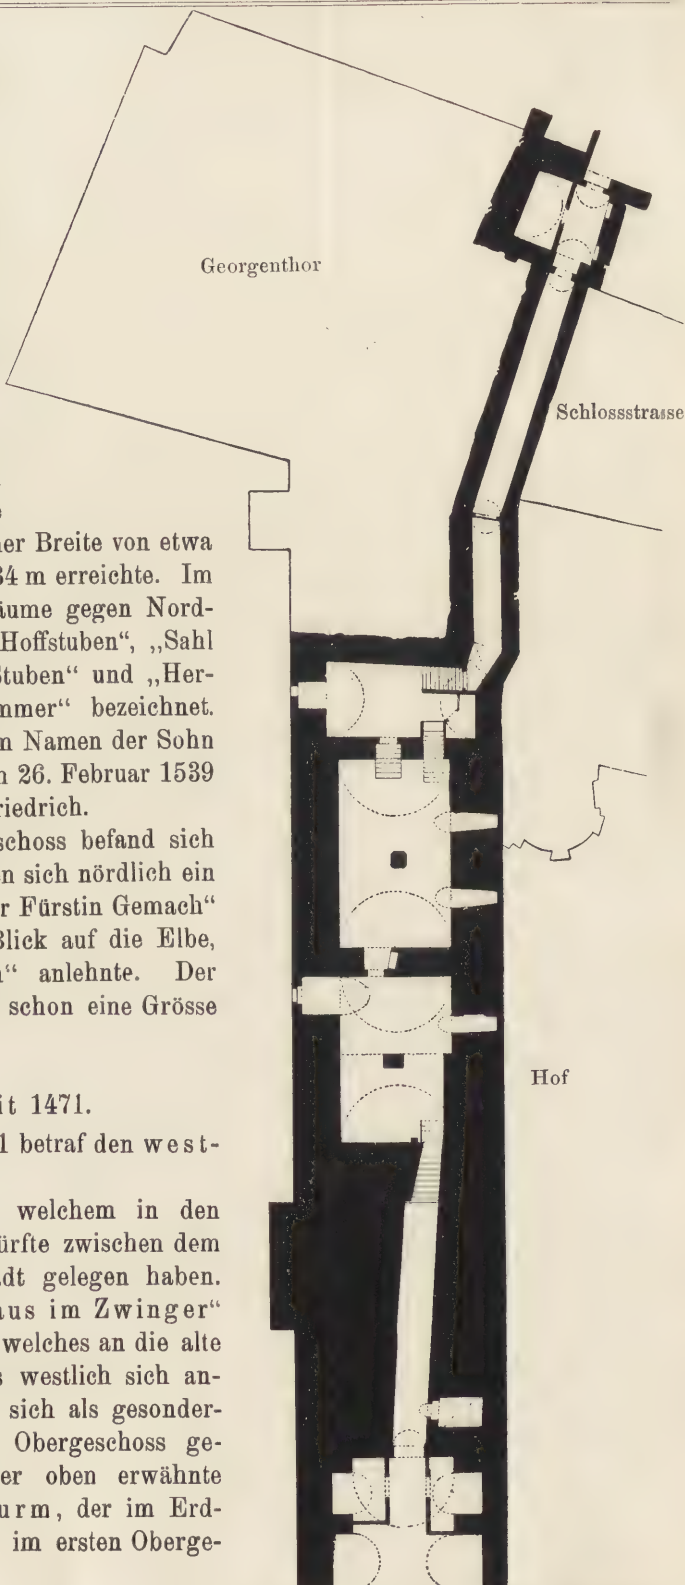 Georgenthor
Schlossstrasse
ner Breite von etwa
34 m erreichte. Im
äume gegen Nord-
Hoffstuben“, „Sahl
Stuben“ und „Her-
mmer“ bezeichnet.
n Namen der Sohn
n 26. Februar 1539
riedrich.
schoss befand sich
en sich nördlich ein
r Fürstin Gemach“
Blick auf die Elbe,
“ anlehnte. Der
schon eine Grösse
Hof
it 1471.
1 betraf den west-
welchem in den
ürfte zwischen dem
dt gelegen haben.
aus im Zwinger“
welches an die alte
s westlich sich an-
sich als gesonder-
Obergeschoss ge-
er oben erwähnte
urm, der im Erd-
im ersten Oberge-